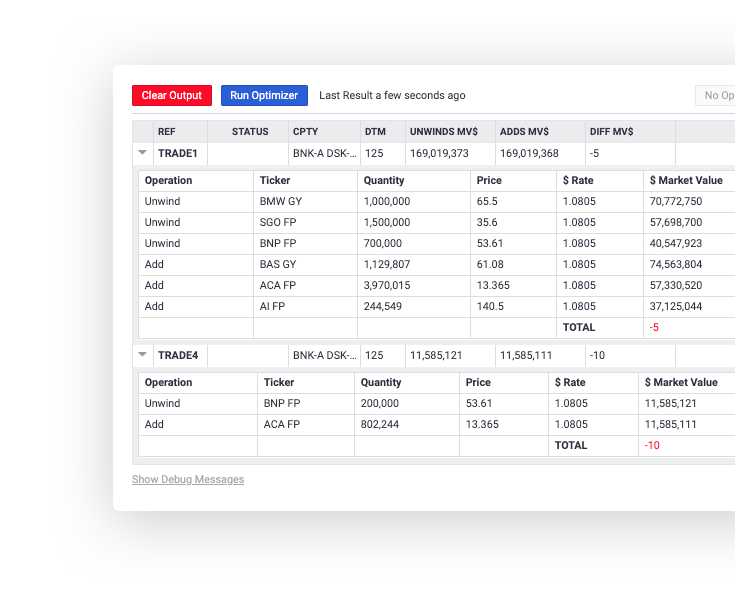 Clear Output Run Optimizer Last Result a few seconds ago No Op
REF STATUS CPTY DTM UNWINDS MV$ ADDS MV$ DIFF MV$
TRADE1 BNK-A DSK-... 125 169,019,373 169,019,368 -5
Operation Ticker Quantity Price $ Rate $ Market Value
Unwind BMW GY 1,000,000 65.5 1.0805 70,772,750
Unwind SGO FP 1,500,000 35.6 1.0805 57,698,700
Unwind BNP FP 700,000 53.61 1.0805 40,547,923
Add BAS GY 1,129,807 61.08 1.0805 74,563,804
Add ACA FP 3,970,015 13.365 1.0805 57,330,520
Add AI FP 244,549 140.5 1.0805 37,125,044
TOTAL -5
TRADE4 BNK-A DSK-... 125 11,585,121 11,585,111 -10
Operation Ticker Quantity Price $ Rate $ Market Value
Unwind BNP FP 200,000 53.61 1.0805 11,585,121
Add ACA FP 802,244 13.365 1.0805 11,585,111
TOTAL -10
Show Debug Messages